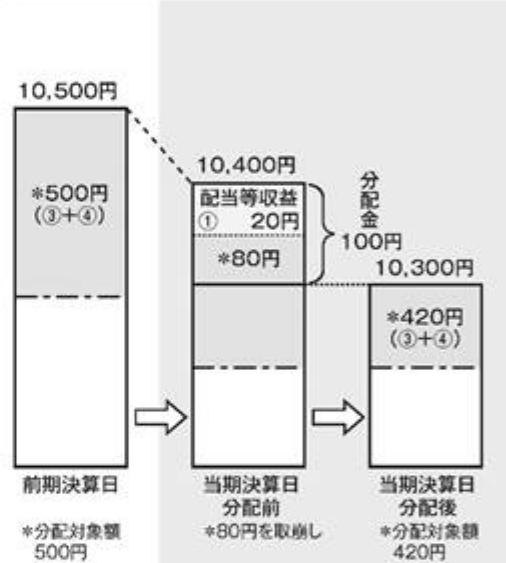 10,500円
*500円
(③+④)
前期決算日
*分配対象額
500円
10,400円
配当等収益
① 20円
*80円
分配金
100円
当期決算日
分配前
*80円を取崩し
10,300円
*420円
(③+④)
当期決算日
分配後
*分配対象額
420円